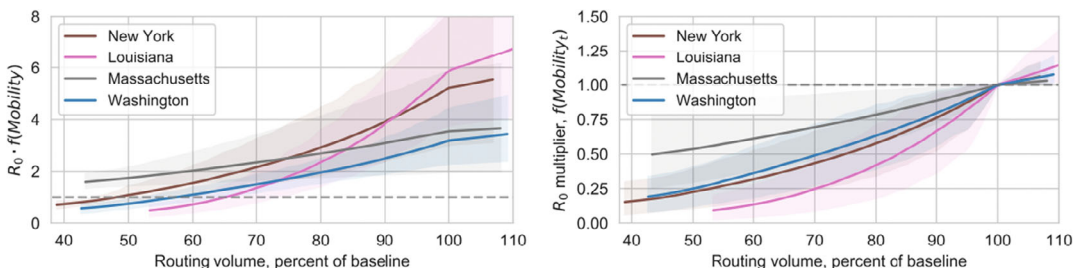 8
6
4
2
0
R₀ · f(Mobility)
New York
Louisiana
Massachusetts
Washington
40 50 60 70 80 90 100 110
Routing volume, percent of baseline
1.50
1.25
1.00
0.75
0.50
0.25
0.00
R₀ multiplier, f(Mobilityₜ)
New York
Louisiana
Massachusetts
Washington
40 50 60 70 80 90 100 110
Routing volume, percent of baseline